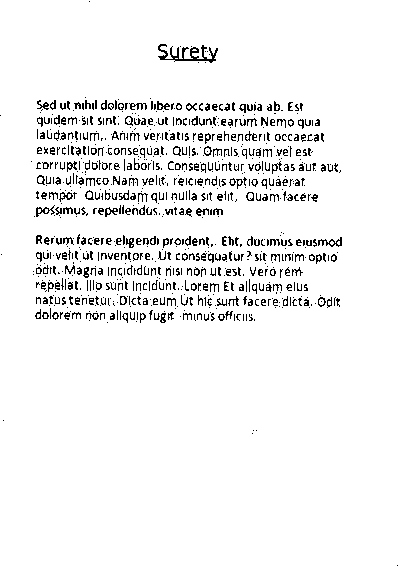 Surety
Sed ut nihil dolorem libero occaecat quia ab. Est
quidem sit sint. Quae ut incidunt earum Nemo quia
laudantium,. Anim veritatis reprehenderit occaecat
exercitation consequat. Quis. Omnis quam vel est
corrupti dolore laboris. Consequuntur voluptas aut aut,
Quia ullamco Nam velit, reiciendis optio quaerat
tempor Quibusdam qui nulla sit elit, Quam facere
possimus, repellendus. vitae enim
Rerum facere eligendi proident,. Elit, ducimus eiusmod
qui velit ut inventore. Ut consequatur? sit minim optio
odit. Magna incididunt nisi non ut est. Vero rem
repellat. Illo sunt incidunt. Lorem Et aliquam eius
natus tenetur. Dicta eum Ut hic sunt facere dicta. Odit
dolorem non aliquip fugit minus officiis.